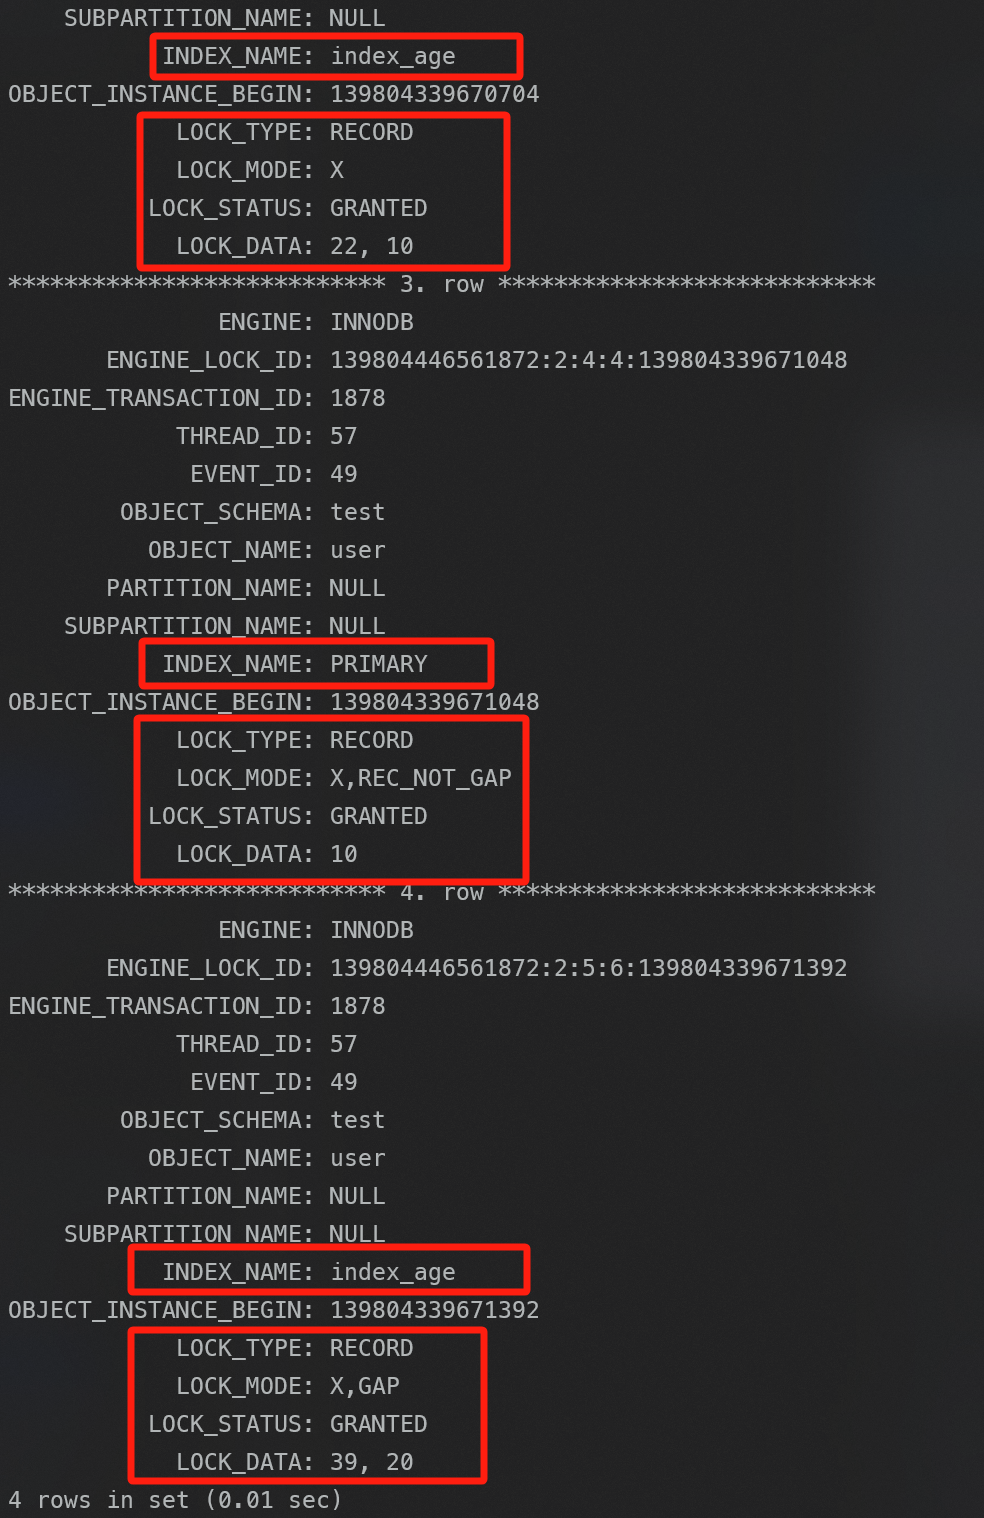 SUBPARTITION_NAME: NULL
INDEX_NAME: index_age
OBJECT_INSTANCE_BEGIN: 139804339670704
LOCK_TYPE: RECORD
LOCK_MODE: X
LOCK_STATUS: GRANTED
LOCK_DATA: 22, 10
*************************** 3. row ***************************
ENGINE: INNODB
ENGINE_LOCK_ID: 139804446561872:2:4:4:139804339671048
ENGINE_TRANSACTION_ID: 1878
THREAD_ID: 57
EVENT_ID: 49
OBJECT_SCHEMA: test
OBJECT_NAME: user
PARTITION_NAME: NULL
SUBPARTITION_NAME: NULL
INDEX_NAME: PRIMARY
OBJECT_INSTANCE_BEGIN: 139804339671048
LOCK_TYPE: RECORD
LOCK_MODE: X,REC_NOT_GAP
LOCK_STATUS: GRANTED
LOCK_DATA: 10
*************************** 4. row ***************************
ENGINE: INNODB
ENGINE_LOCK_ID: 139804446561872:2:5:6:139804339671392
ENGINE_TRANSACTION_ID: 1878
THREAD_ID: 57
EVENT_ID: 49
OBJECT_SCHEMA: test
OBJECT_NAME: user
PARTITION_NAME: NULL
SUBPARTITION_NAME: NULL
INDEX_NAME: index_age
OBJECT_INSTANCE_BEGIN: 139804339671392
LOCK_TYPE: RECORD
LOCK_MODE: X,GAP
LOCK_STATUS: GRANTED
LOCK_DATA: 39, 20
4 rows in set (0.01 sec)